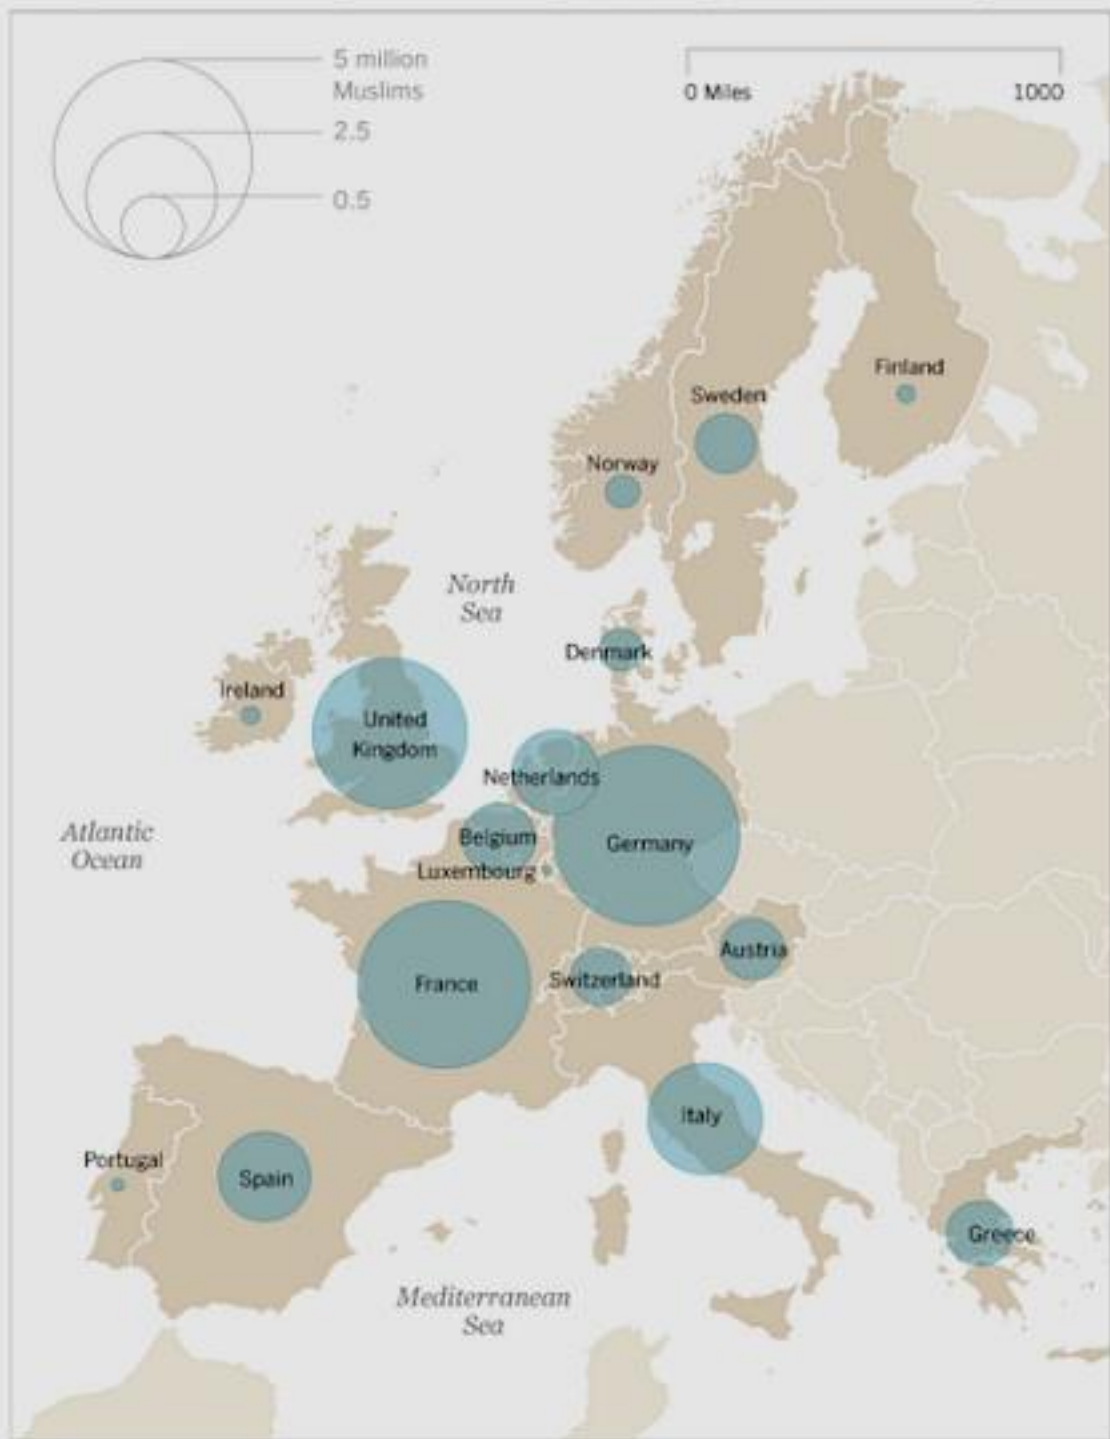 5 million
Muslims
2.5
0.5
0 Miles 1000
Finland
Sweden
Norway
North
Sea
Denmark
Ireland
United
Kingdom
Netherlands
Atlantic
Ocean
Belgium
Germany
Luxembourg
Austria
Switzerland
France
Italy
Portugal
Spain
Greece
Mediterranean
Sea